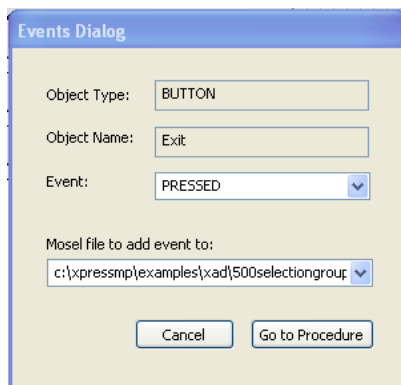 Events Dialog
Object Type: BUTTON
Object Name: Exit
Event: PRESSED
Mosel file to add event to:
c:\xpressmp\examples\xad\500selectiongroup
Cancel Go to Procedure